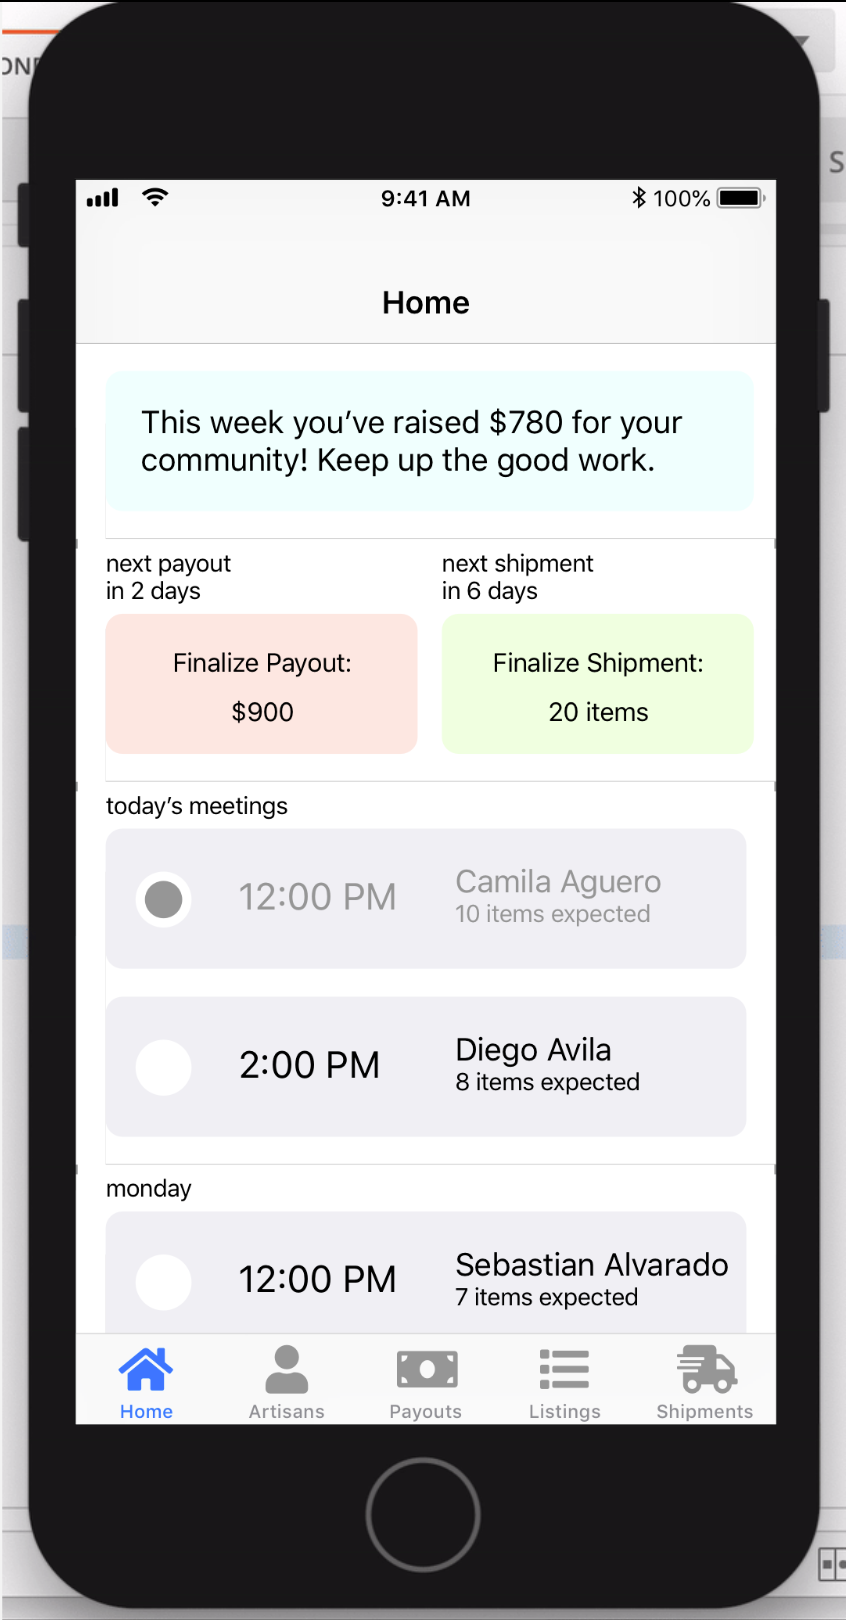 9:41 AM
100%
Home
This week you’ve raised $780 for your
community! Keep up the good work.
next payout
in 2 days
next shipment
in 6 days
Finalize Payout:
$900
Finalize Shipment:
20 items
today’s meetings
12:00 PM
Camila Aguero
10 items expected
2:00 PM
Diego Avila
8 items expected
monday
12:00 PM
Sebastian Alvarado
7 items expected
Home
Artisans
Payouts
Listings
Shipments